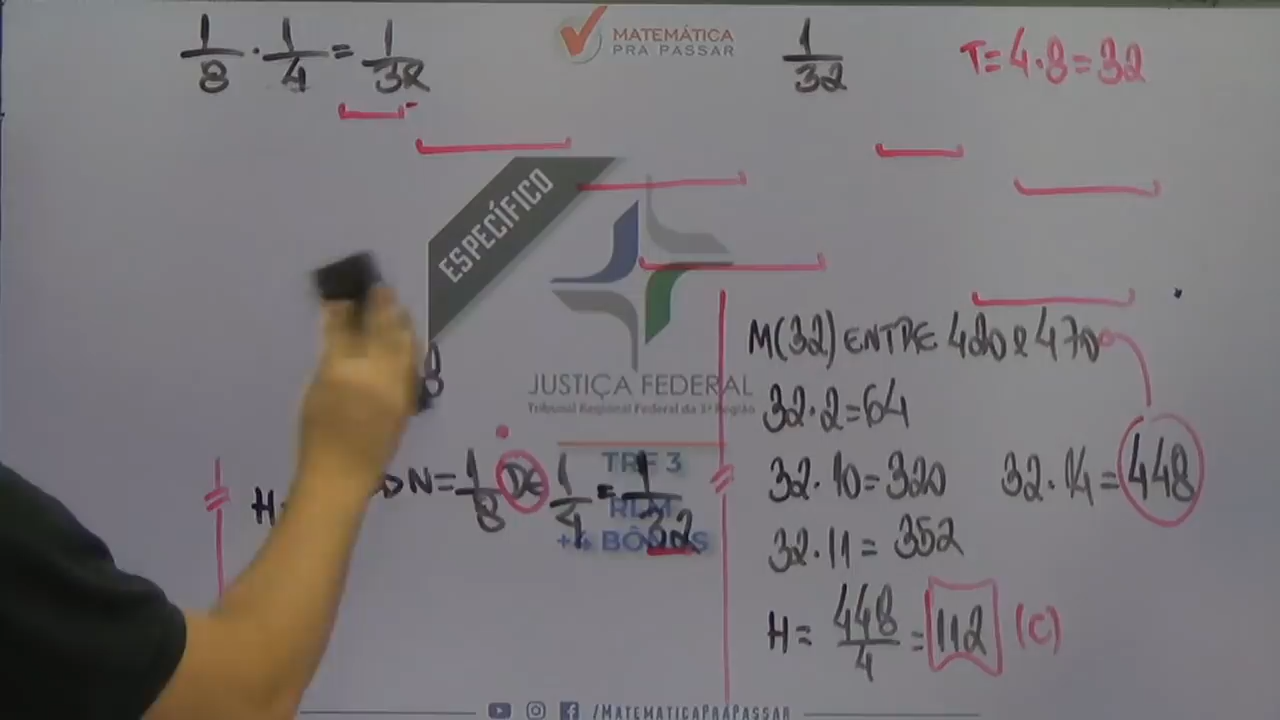 1/8 · 1/4 = 1/32
MATEMÁTICA
PRA PASSAR
1/32
T=4·8=32
ESPECÍFICO
JUSTIÇA FEDERAL
Tribunal Regional Federal da 3ª Região
TRF 3
8
H=
N=1/8 DE 1/4 = 1/32
M(32) ENTRE 420 e 470
32·2=64
32·10=320
32·14=448
32·11=352
H=448/4=112 (C)
/MATEMATICAPRAPASSAR